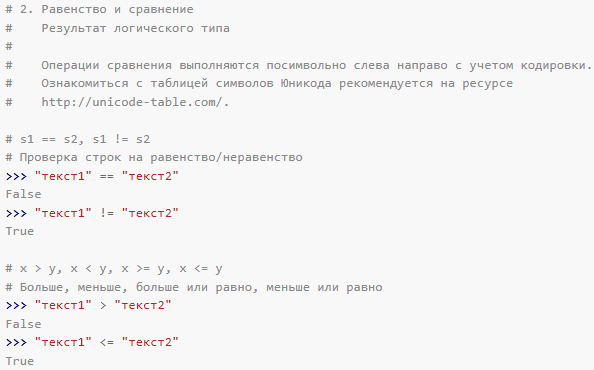 # 2. Равенство и сравнение
#    Результат логического типа
#
#    Операции сравнения выполняются посимвольно слева направо с учетом кодировки.
#    Ознакомиться с таблицей символов Юникода рекомендуется на ресурсе
#    http://unicode-table.com/.

# s1 == s2, s1 != s2
# Проверка строк на равенство/неравенство
>>> "текст1" == "текст2"
False
>>> "текст1" != "текст2"
True

# x > y, x < y, x >= y, x <= y
# Больше, меньше, больше или равно, меньше или равно
>>> "текст1" > "текст2"
False
>>> "текст1" <= "текст2"
True